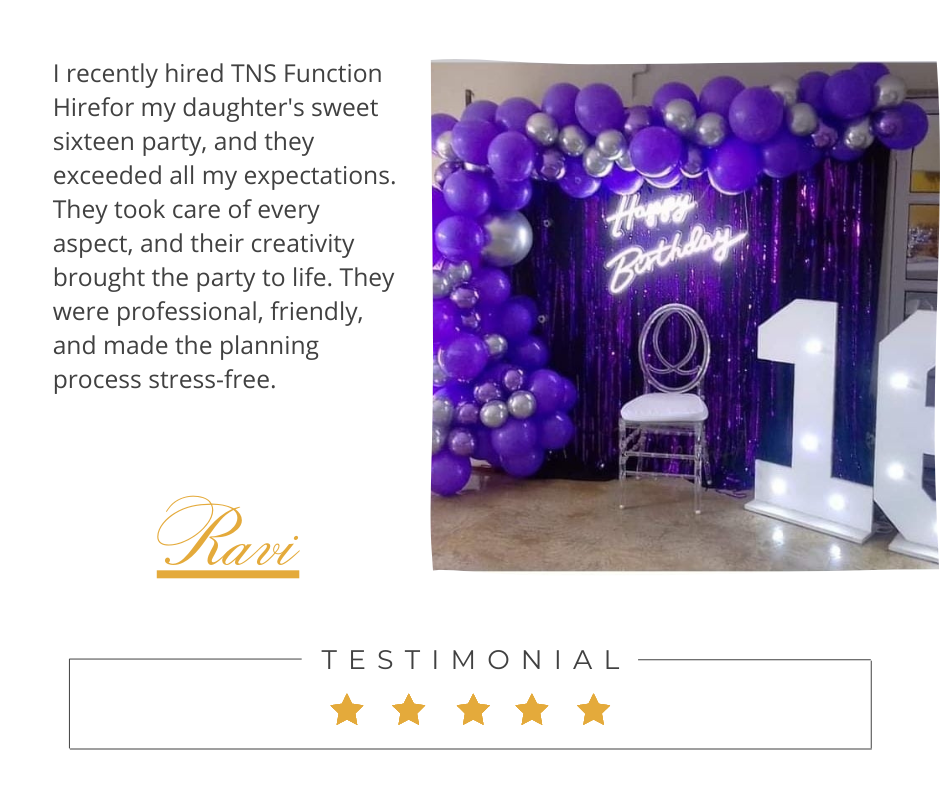 I recently hired TNS Function
Hirefor my daughter's sweet
sixteen party, and they
exceeded all my expectations.
They took care of every
aspect, and their creativity
brought the party to life. They
were professional, friendly,
and made the planning
process stress-free.
Ravi
Happy
Birthday
16
TESTIMONIAL